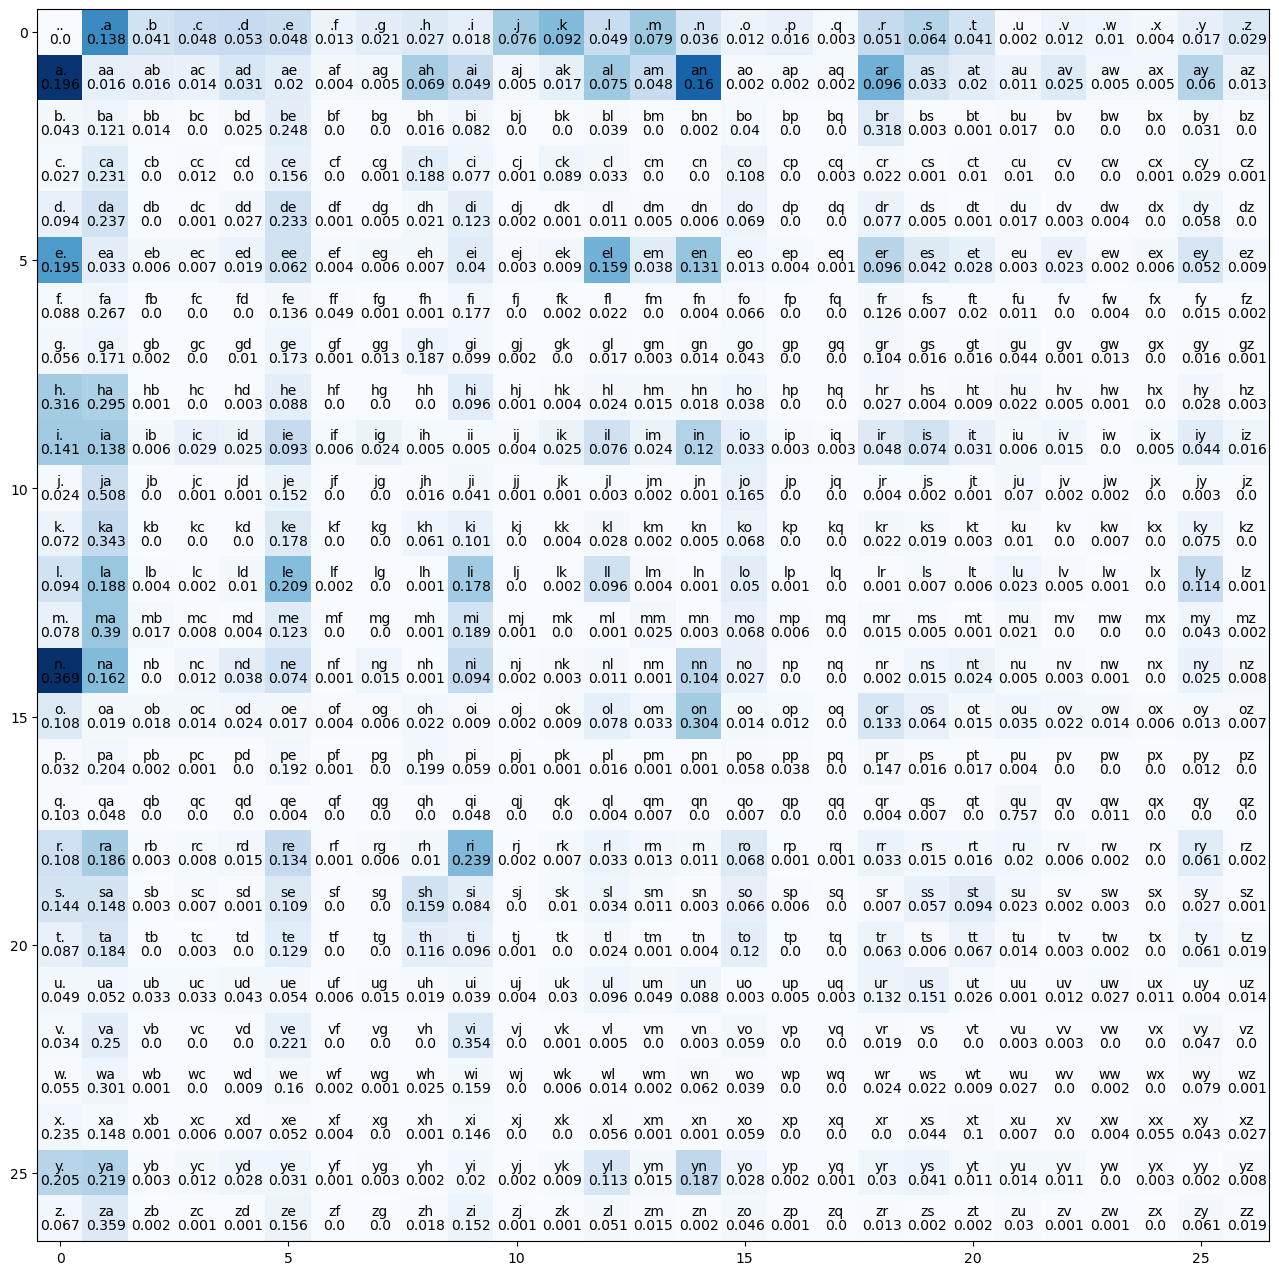 .. .a .b .c .d .e .f .g .h .i .j .k .l .m .n .o .p .q .r .s .t .u .v .w .x .y .z
0 0.0 0.138 0.041 0.048 0.053 0.048 0.013 0.021 0.027 0.018 0.076 0.092 0.049 0.079 0.036 0.012 0.016 0.003 0.051 0.064 0.041 0.002 0.012 0.01 0.004 0.017 0.029
a. aa ab ac ad ae af ag ah ai aj ak al am an ao ap aq ar as at au av aw ax ay az
0.196 0.016 0.016 0.014 0.031 0.02 0.004 0.005 0.069 0.049 0.005 0.017 0.075 0.048 0.16 0.002 0.002 0.002 0.096 0.033 0.02 0.011 0.025 0.005 0.005 0.06 0.013
b. ba bb bc bd be bf bg bh bi bj bk bl bm bn bo bp bq br bs bt bu bv bw bx by bz
0.043 0.121 0.014 0.0 0.025 0.248 0.0 0.0 0.016 0.082 0.0 0.0 0.039 0.0 0.002 0.04 0.0 0.0 0.318 0.003 0.001 0.017 0.0 0.0 0.0 0.031 0.0
c. ca cb cc cd ce cf cg ch ci cj ck cl cm cn co cp cq cr cs ct cu cv cw cx cy cz
0.027 0.231 0.0 0.012 0.0 0.156 0.0 0.001 0.188 0.077 0.001 0.089 0.033 0.0 0.0 0.108 0.0 0.003 0.022 0.001 0.01 0.01 0.0 0.0 0.001 0.029 0.001
d. da db dc dd de df dg dh di dj dk dl dm dn do dp dq dr ds dt du dv dw dx dy dz
0.094 0.237 0.0 0.001 0.027 0.233 0.001 0.005 0.021 0.123 0.002 0.001 0.011 0.005 0.006 0.069 0.0 0.0 0.077 0.005 0.001 0.017 0.003 0.004 0.0 0.058 0.0
5 e. ea eb ec ed ee ef eg eh ei ej ek el em en eo ep eq er es et eu ev ew ex ey ez
0.195 0.033 0.006 0.007 0.019 0.062 0.004 0.006 0.007 0.04 0.003 0.009 0.159 0.038 0.131 0.013 0.004 0.001 0.096 0.042 0.028 0.003 0.023 0.002 0.006 0.052 0.009
f. fa fb fc fd fe ff fg fh fi fj fk fl fm fn fo fp fq fr fs ft fu fv fw fx fy fz
0.088 0.267 0.0 0.0 0.0 0.136 0.049 0.001 0.001 0.177 0.0 0.002 0.022 0.0 0.004 0.066 0.0 0.0 0.126 0.007 0.02 0.011 0.0 0.004 0.0 0.015 0.002
g. ga gb gc gd ge gf gg gh gi gj gk gl gm gn go gp gq gr gs gt gu gv gw gx gy gz
0.056 0.171 0.002 0.0 0.01 0.173 0.001 0.013 0.187 0.099 0.002 0.0 0.017 0.003 0.014 0.043 0.0 0.0 0.104 0.016 0.016 0.044 0.001 0.013 0.0 0.016 0.001
h. ha hb hc hd he hf hg hh hi hj hk hl hm hn ho hp hq hr hs ht hu hv hw hx hy hz
0.316 0.295 0.001 0.0 0.003 0.088 0.0 0.0 0.0 0.096 0.001 0.004 0.024 0.015 0.018 0.038 0.0 0.0 0.027 0.004 0.009 0.022 0.005 0.001 0.0 0.028 0.003
i. ia ib ic id ie if ig ih ii ij ik il im in io ip iq ir is it iu iv iw ix iy iz
0.141 0.138 0.006 0.029 0.025 0.093 0.006 0.024 0.005 0.005 0.004 0.025 0.076 0.024 0.12 0.033 0.003 0.003 0.048 0.074 0.031 0.006 0.015 0.0 0.005 0.044 0.016
10 j. ja jb jc jd je jf jg jh ji jj jk jl jm jn jo jp jq jr js jt ju jv jw jx jy jz
0.024 0.508 0.0 0.001 0.001 0.152 0.0 0.0 0.016 0.041 0.001 0.001 0.003 0.002 0.001 0.165 0.0 0.0 0.004 0.002 0.001 0.07 0.002 0.002 0.0 0.003 0.0
k. ka kb kc kd ke kf kg kh ki kj kk kl km kn ko kp kq kr ks kt ku kv kw kx ky kz
0.072 0.343 0.0 0.0 0.0 0.178 0.0 0.0 0.061 0.101 0.0 0.004 0.028 0.002 0.005 0.068 0.0 0.0 0.022 0.019 0.003 0.01 0.0 0.007 0.0 0.075 0.0
l. la lb lc ld le lf lg lh li lj lk ll lm ln lo lp lq lr ls lt lu lv lw lx ly lz
0.094 0.188 0.004 0.002 0.01 0.209 0.002 0.0 0.001 0.178 0.0 0.002 0.096 0.004 0.001 0.05 0.001 0.0 0.001 0.007 0.006 0.023 0.005 0.001 0.0 0.114 0.001
m. ma mb mc md me mf mg mh mi mj mk ml mm mn mo mp mq mr ms mt mu mv mw mx my mz
0.078 0.39 0.017 0.008 0.004 0.123 0.0 0.0 0.001 0.189 0.001 0.0 0.001 0.025 0.003 0.068 0.006 0.0 0.015 0.005 0.001 0.021 0.0 0.0 0.0 0.043 0.002
n. na nb nc nd ne nf ng nh ni nj nk nl nm nn no np nq nr ns nt nu nv nw nx ny nz
0.369 0.162 0.0 0.012 0.038 0.074 0.001 0.015 0.001 0.094 0.002 0.003 0.011 0.001 0.104 0.027 0.0 0.0 0.002 0.015 0.024 0.005 0.003 0.001 0.0 0.025 0.008
15 o. oa ob oc od oe of og oh oi oj ok ol om on oo op oq or os ot ou ov ow ox oy oz
0.108 0.019 0.018 0.014 0.024 0.017 0.004 0.006 0.022 0.009 0.002 0.009 0.078 0.033 0.304 0.014 0.012 0.0 0.133 0.064 0.015 0.035 0.022 0.014 0.006 0.013 0.007
p. pa pb pc pd pe pf pg ph pi pj pk pl pm pn po pp pq pr ps pt pu pv pw px py pz
0.032 0.204 0.002 0.001 0.0 0.192 0.001 0.0 0.199 0.059 0.001 0.001 0.016 0.001 0.001 0.058 0.038 0.0 0.147 0.016 0.017 0.004 0.0 0.0 0.0 0.012 0.0
q. qa qb qc qd qe qf qg qh qi qj qk ql qm qn qo qp qq qr qs qt qu qv qw qx qy qz
0.103 0.048 0.0 0.0 0.0 0.004 0.0 0.0 0.0 0.048 0.0 0.0 0.004 0.007 0.0 0.007 0.0 0.0 0.004 0.007 0.0 0.757 0.0 0.011 0.0 0.0 0.0
r. ra rb rc rd re rf rg rh ri rj rk rl rm rn ro rp rq rr rs rt ru rv rw rx ry rz
0.108 0.186 0.003 0.008 0.015 0.134 0.001 0.006 0.01 0.239 0.002 0.007 0.033 0.013 0.011 0.068 0.001 0.001 0.033 0.015 0.016 0.02 0.006 0.002 0.0 0.061 0.002
s. sa sb sc sd se sf sg sh si sj sk sl sm sn so sp sq sr ss st su sv sw sx sy sz
0.144 0.148 0.003 0.007 0.001 0.109 0.0 0.0 0.159 0.084 0.0 0.01 0.034 0.011 0.003 0.066 0.006 0.0 0.007 0.057 0.094 0.023 0.002 0.003 0.0 0.027 0.001
20 t. ta tb tc td te tf tg th ti tj tk tl tm tn to tp tq tr ts tt tu tv tw tx ty tz
0.087 0.184 0.0 0.003 0.0 0.129 0.0 0.0 0.116 0.096 0.001 0.0 0.024 0.001 0.004 0.12 0.0 0.0 0.063 0.006 0.067 0.014 0.003 0.002 0.0 0.061 0.019
u. ua ub uc ud ue uf ug uh ui uj uk ul um un uo up uq ur us ut uu uv uw ux uy uz
0.049 0.052 0.033 0.033 0.043 0.054 0.006 0.015 0.019 0.039 0.004 0.03 0.096 0.049 0.088 0.003 0.005 0.003 0.132 0.151 0.026 0.001 0.012 0.027 0.011 0.004 0.014
v. va vb vc vd ve vf vg vh vi vj vk vl vm vn vo vp vq vr vs vt vu vv vw vx vy vz
0.034 0.25 0.0 0.0 0.0 0.221 0.0 0.0 0.0 0.354 0.0 0.001 0.005 0.0 0.003 0.059 0.0 0.0 0.019 0.0 0.0 0.003 0.003 0.0 0.0 0.047 0.0
w. wa wb wc wd we wf wg wh wi wj wk wl wm wn wo wp wq wr ws wt wu wv ww wx wy wz
0.055 0.301 0.001 0.0 0.009 0.16 0.002 0.001 0.025 0.159 0.0 0.006 0.014 0.002 0.062 0.039 0.0 0.0 0.024 0.022 0.009 0.027 0.0 0.002 0.0 0.079 0.001
x. xa xb xc xd xe xf xg xh xi xj xk xl xm xn xo xp xq xr xs xt xu xv xw xx xy xz
0.235 0.148 0.001 0.006 0.007 0.052 0.004 0.0 0.001 0.146 0.0 0.0 0.056 0.001 0.001 0.059 0.0 0.0 0.0 0.044 0.1 0.007 0.0 0.004 0.055 0.043 0.027
25 y. ya yb yc yd ye yf yg yh yi yj yk yl ym yn yo yp yq yr ys yt yu yv yw yx yy yz
0.205 0.219 0.003 0.012 0.028 0.031 0.001 0.003 0.002 0.02 0.002 0.009 0.113 0.015 0.187 0.028 0.002 0.001 0.03 0.041 0.011 0.014 0.011 0.0 0.003 0.002 0.008
z. za zb zc zd ze zf zg zh zi zj zk zl zm zn zo zp zq zr zs zt zu zv zw zx zy zz
0.067 0.359 0.002 0.001 0.001 0.156 0.0 0.0 0.018 0.152 0.001 0.001 0.051 0.015 0.002 0.046 0.001 0.0 0.013 0.002 0.002 0.03 0.001 0.001 0.0 0.061 0.019
0 5 10 15 20 25